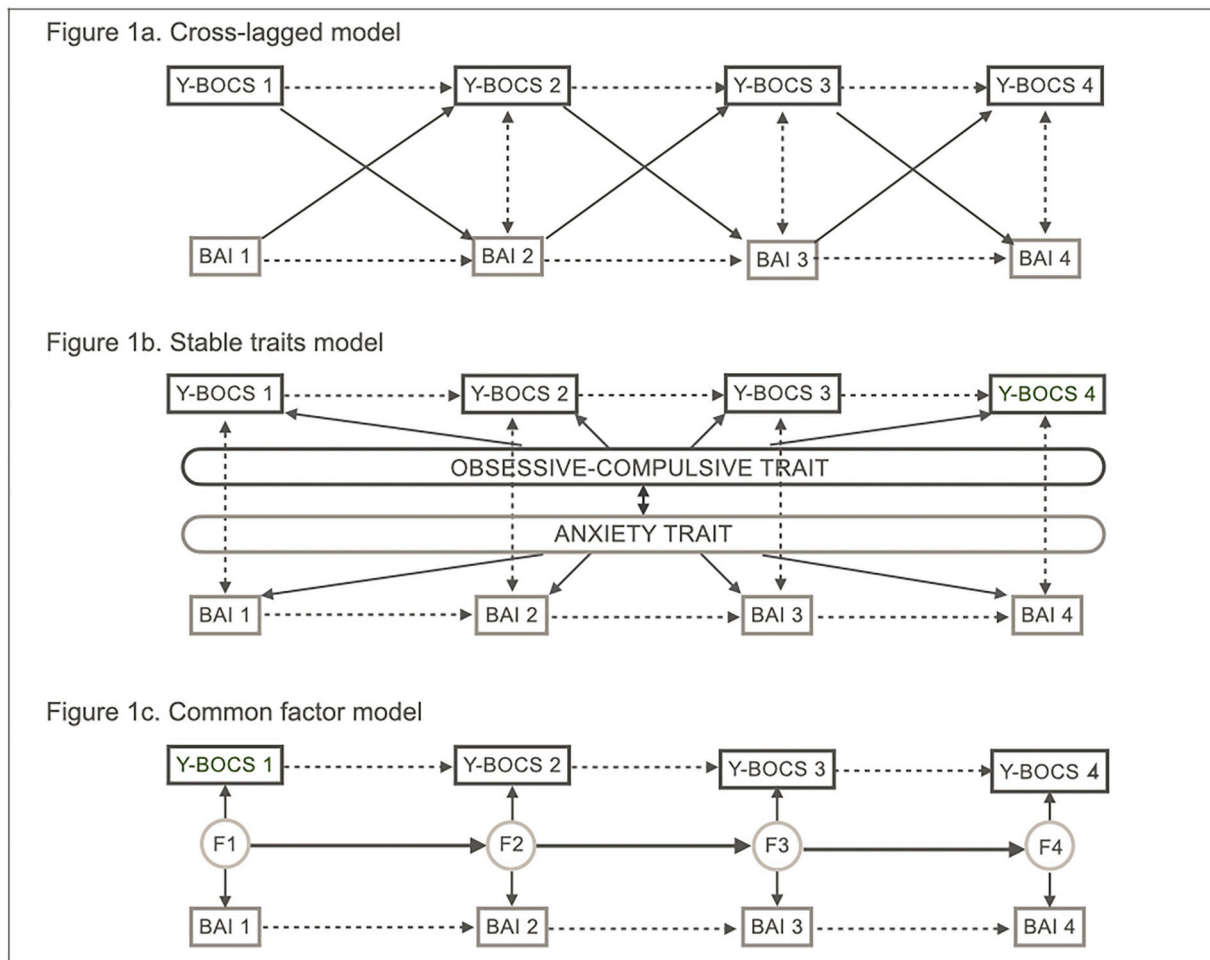 Figure 1a. Cross-lagged model
Y-BOCS 1 Y-BOCS 2 Y-BOCS 3 Y-BOCS 4
BAI 1 BAI 2 BAI 3 BAI 4
Figure 1b. Stable traits model
Y-BOCS 1 Y-BOCS 2 Y-BOCS 3 Y-BOCS 4
OBSESSIVE-COMPULSIVE TRAIT
ANXIETY TRAIT
BAI 1 BAI 2 BAI 3 BAI 4
Figure 1c. Common factor model
Y-BOCS 1 Y-BOCS 2 Y-BOCS 3 Y-BOCS 4
F1 F2 F3 F4
BAI 1 BAI 2 BAI 3 BAI 4